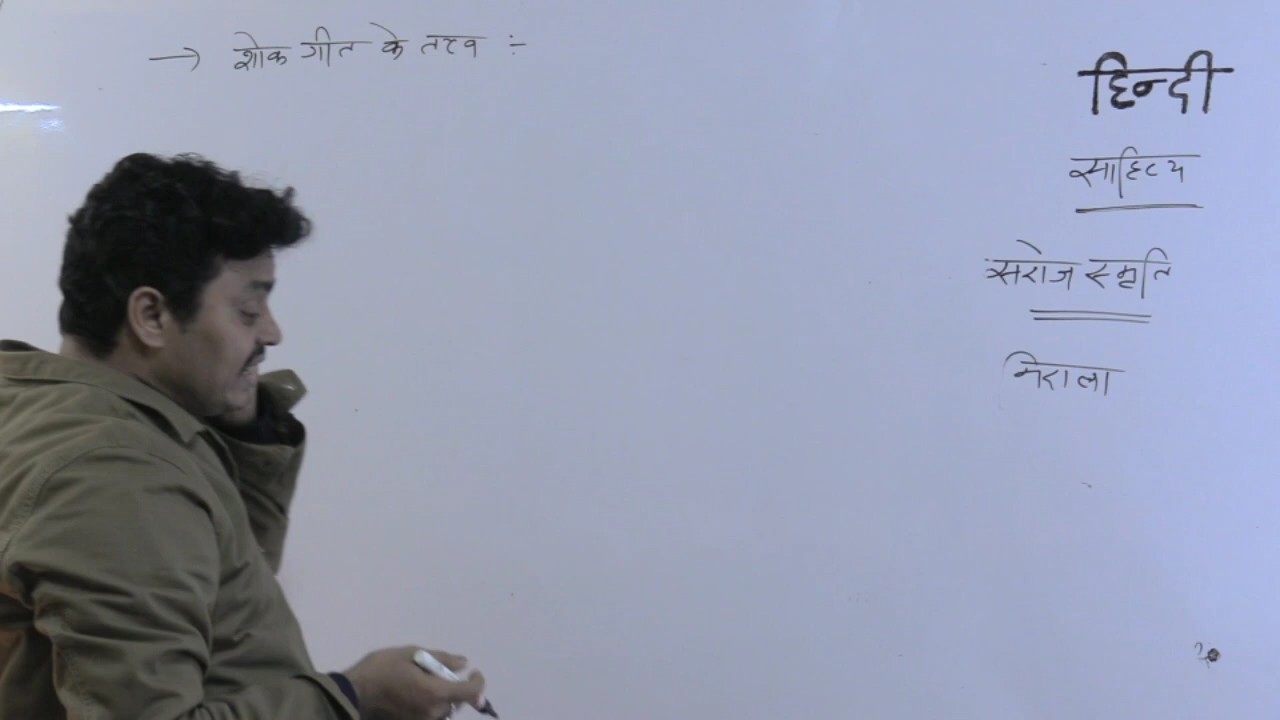 → शोक गीत के तत्व :-
हिन्दी
साहित्य
सरोज स्मृति
निराला